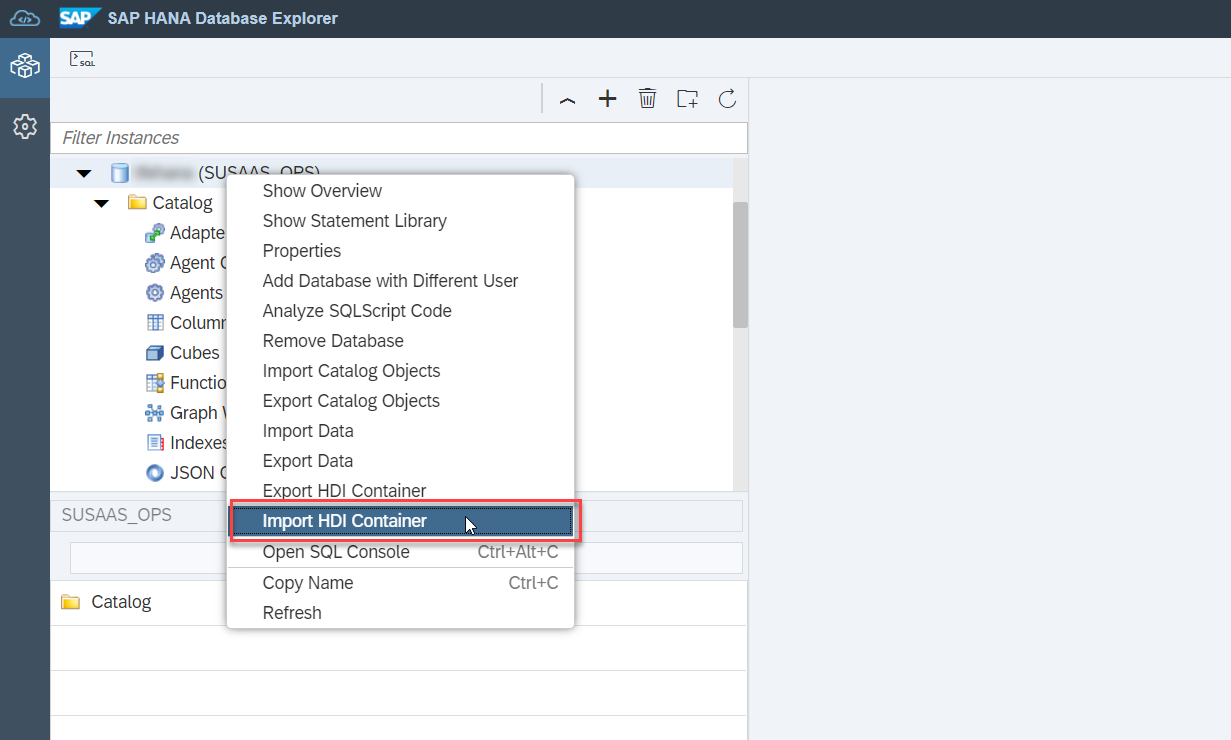 SAP SAP HANA Database Explorer
SQL
Filter Instances
(SUSAAS_OPS)
Catalog
Adapte
Agent
Agents
Column
Cubes
Functio
Graph
Indexes
JSON
Show Overview
Show Statement Library
Properties
Add Database with Different User
Analyze SQLScript Code
Remove Database
Import Catalog Objects
Export Catalog Objects
Import Data
Export Data
Export HDI Container
Import HDI Container
Open SQL Console Ctrl+Alt+C
Copy Name Ctrl+C
Refresh
SUSAAS_OPS
Catalog